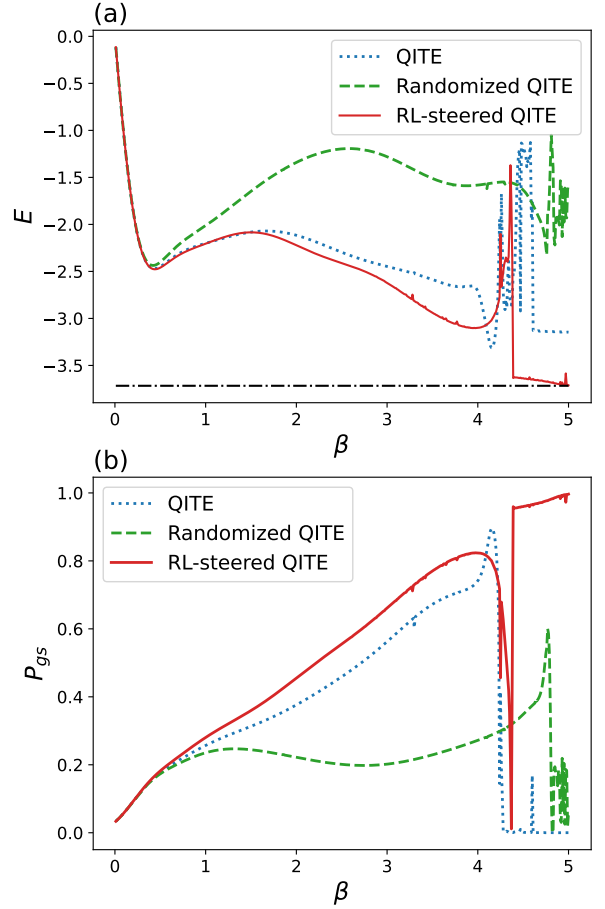 (a)
0.0
−0.5
−1.0
−1.5
−2.0
−2.5
−3.0
−3.5
E
QITE
Randomized QITE
RL-steered QITE
0 1 2 3 4 5
β
(b)
1.0
0.8
0.6
0.4
0.2
0.0
P_gs
QITE
Randomized QITE
RL-steered QITE
0 1 2 3 4 5
β